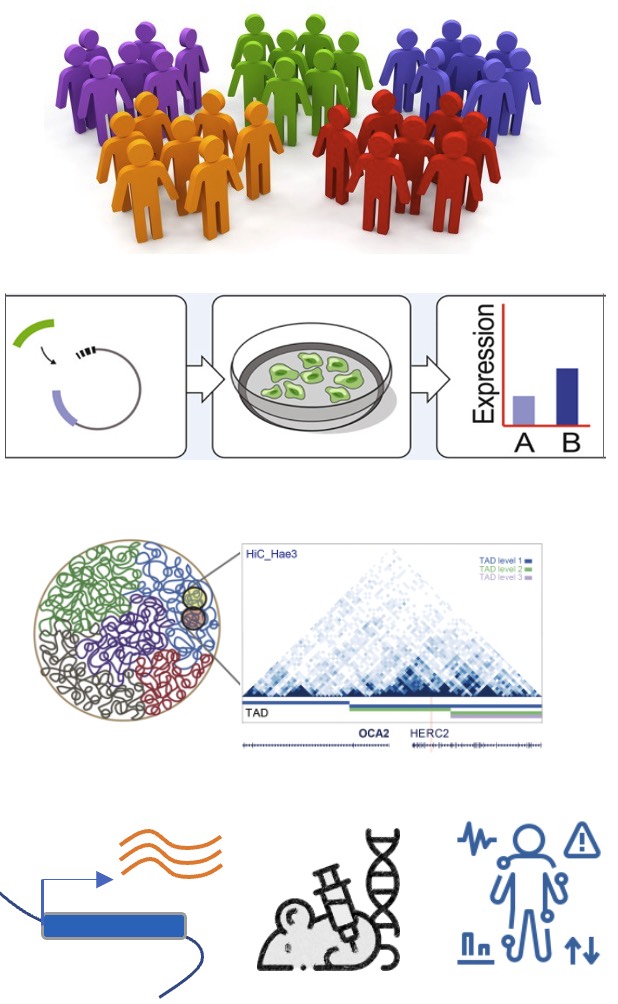 Expression
A B
HiC_Hae3
TAD level 1
TAD level 2
TAD level 3
TAD
OCA2 HERC2